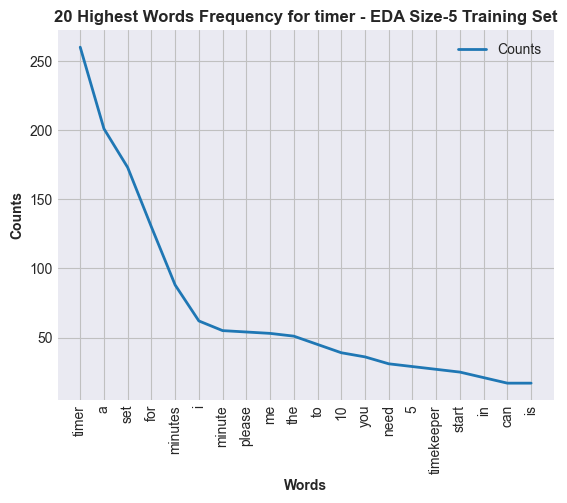 20 Highest Words Frequency for timer - EDA Size-5 Training Set
Counts
250
200
150
100
50
Counts
timer
a
set
for
minutes
i
minute
please
me
the
to
10
you
need
5
timekeeper
start
in
can
is
Words